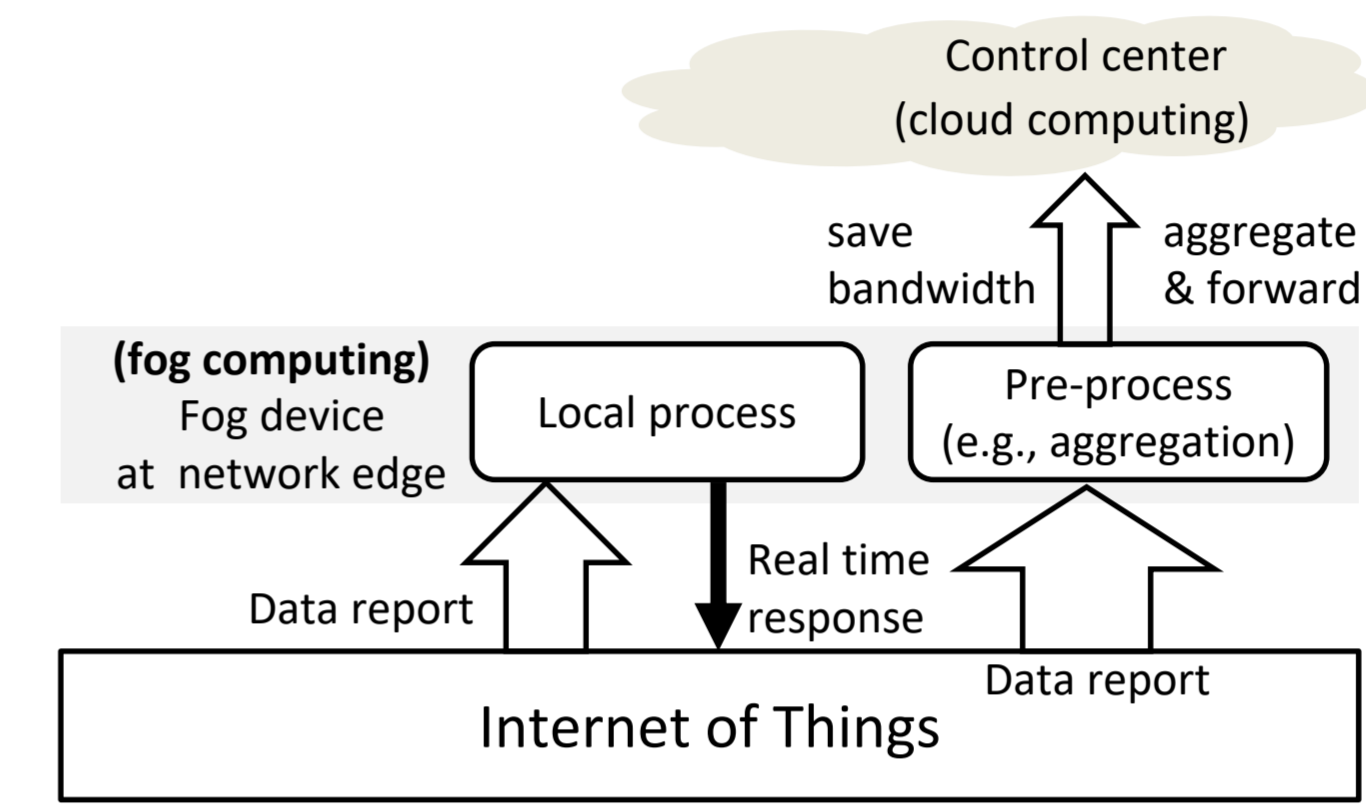 Control center
(cloud computing)
save
bandwidth
aggregate
& forward
(fog computing)
Fog device
at network edge
Local process
Pre-process
(e.g., aggregation)
Data report
Real time
response
Data report
Internet of Things